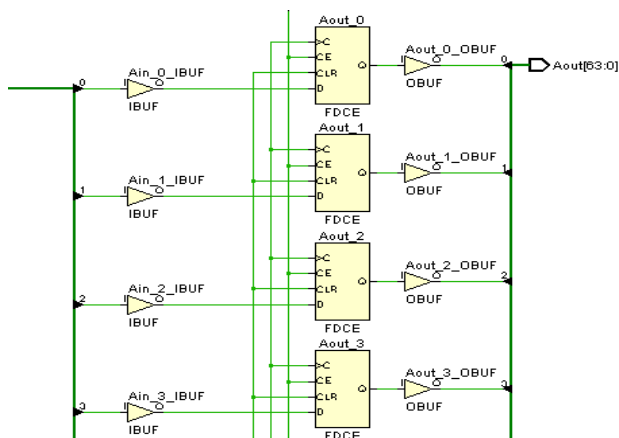 Aout_0
>C
CE
CLR
D
Q
FDCE
0
Ain_0_IBUF
I
O
IBUF
Aout_0_OBUF
I
O
OBUF
0
Aout[63:0]
Aout_1
>C
CE
CLR
D
Q
FDCE
1
Ain_1_IBUF
I
O
IBUF
Aout_1_OBUF
I
O
OBUF
1
Aout_2
>C
CE
CLR
D
Q
FDCE
2
Ain_2_IBUF
I
O
IBUF
Aout_2_OBUF
I
O
OBUF
2
Aout_3
>C
CE
CLR
D
Q
FDCE
3
Ain_3_IBUF
I
O
IBUF
Aout_3_OBUF
I
O
OBUF
3